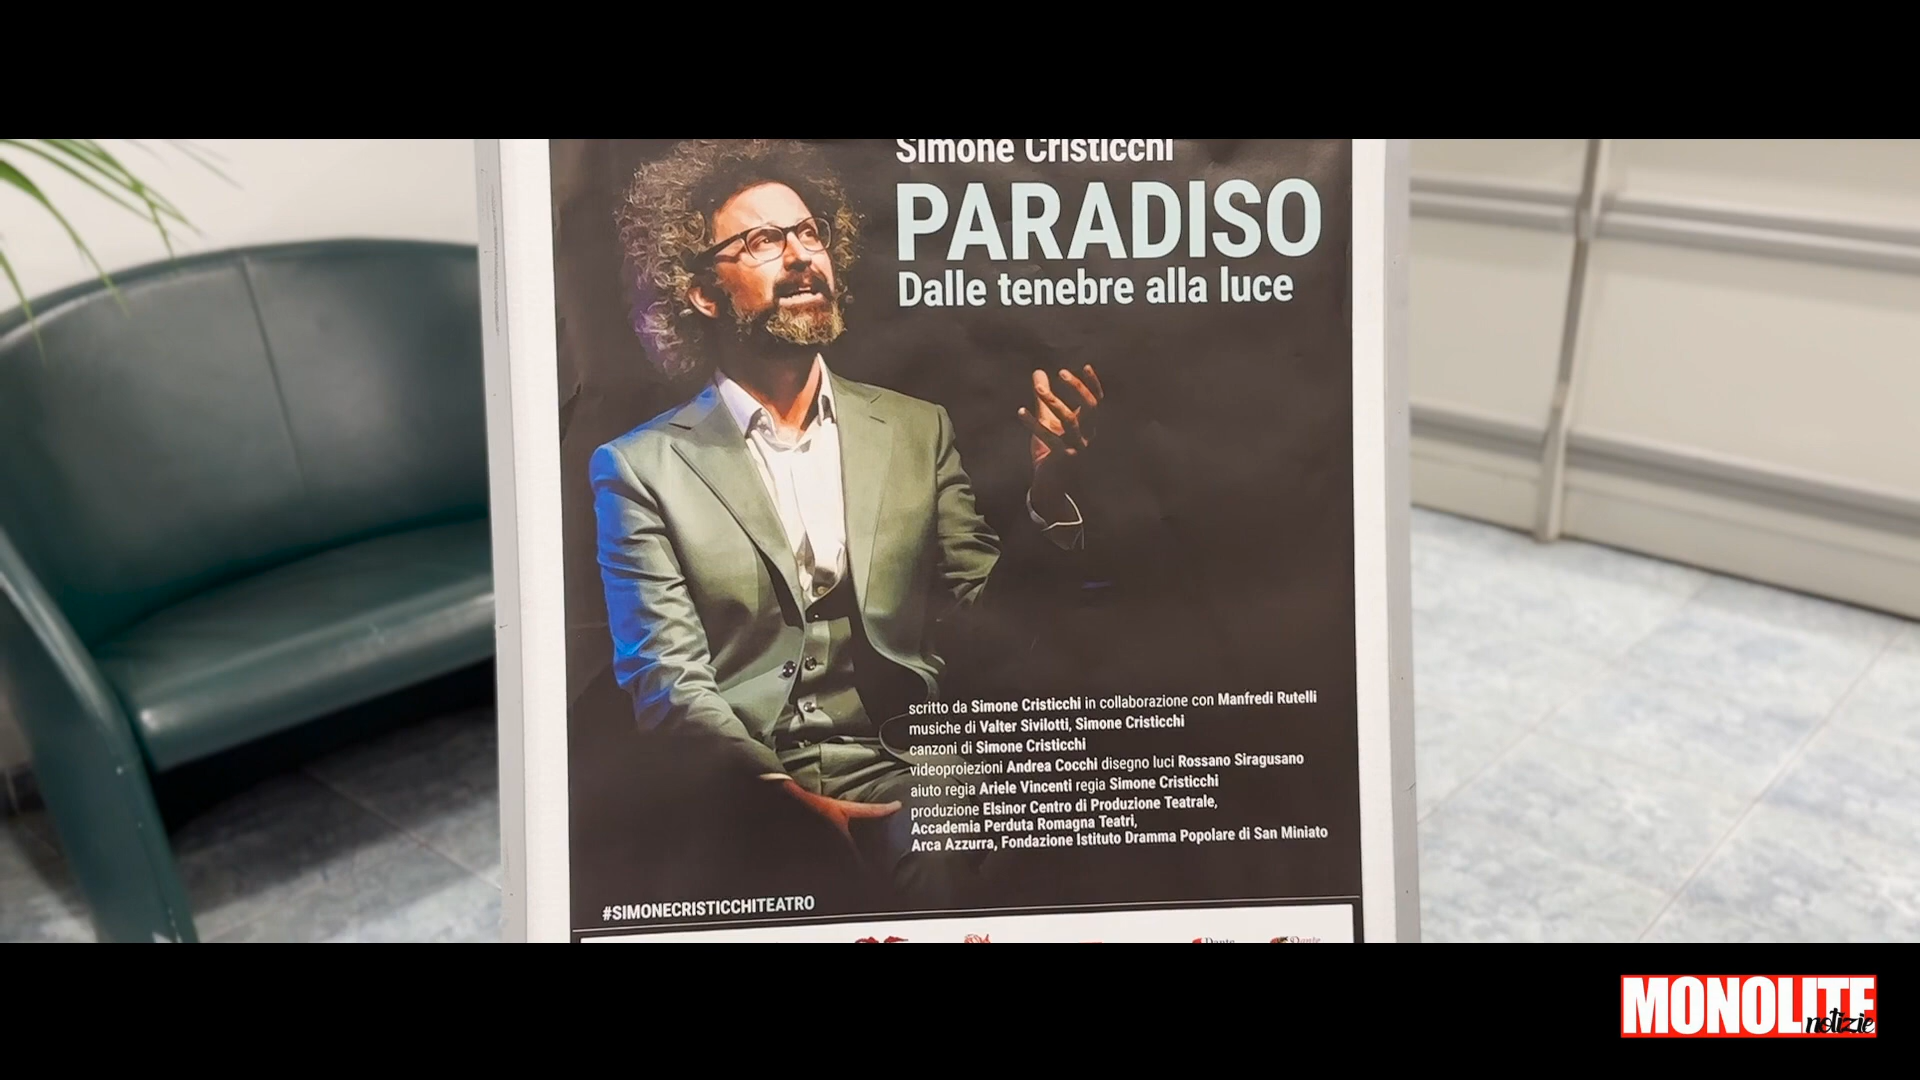 Simone Cristicchi
PARADISO
Dalle tenebre alla luce
scritto da Simone Cristicchi in collaborazione con Manfredi Rutelli
musiche di Valter Sivilotti, Simone Cristicchi
canzoni di Simone Cristicchi
videoproiezioni Andrea Cocchi disegno luci Rossano Siragusano
aiuto regia Ariele Vincenti regia Simone Cristicchi
produzione Elsinor Centro di Produzione Teatrale,
Accademia Perduta Romagna Teatri,
Arca Azzurra, Fondazione Istituto Dramma Popolare di San Miniato
#SIMONECRISTICCHITEATRO
Dante Dante
MONOLITE
notizie